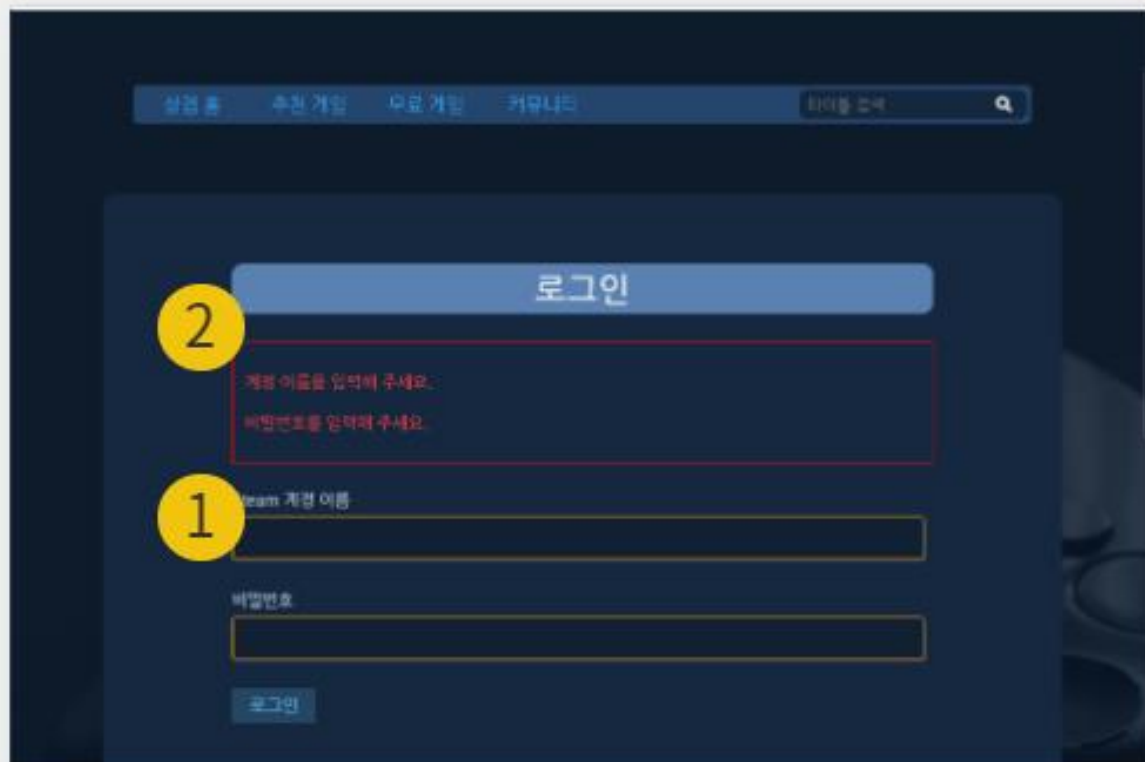 상점 홈 추천 게임 무료 게임 커뮤니티 타이틀 검색
로그인
2
계정 이름을 입력해 주세요.
비밀번호를 입력해 주세요.
1
team 계정 이름
비밀번호
로그인